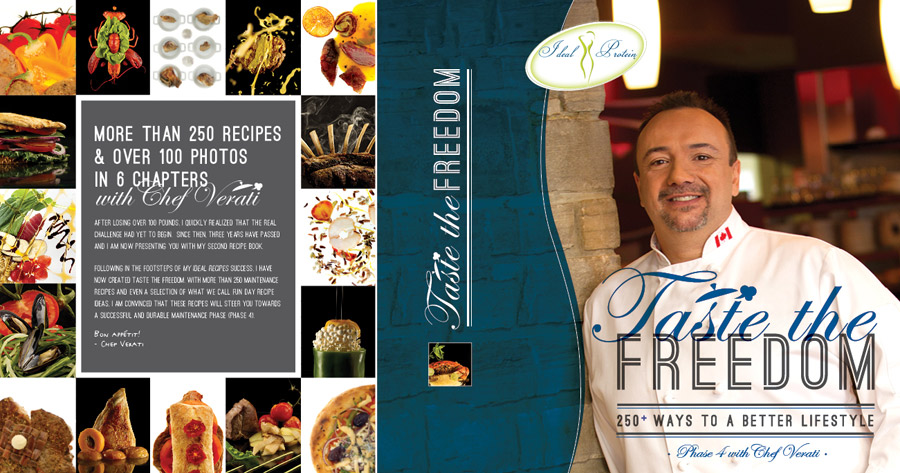 MORE THAN 250 RECIPES
& OVER 100 PHOTOS
IN 6 CHAPTERS
with Chef Verati
AFTER LOSING OVER 100 POUNDS, I QUICKLY REALIZED THAT THE REAL
CHALLENGE HAD YET TO BEGIN. SINCE THEN, THREE YEARS HAVE PASSED
AND I AM NOW PRESENTING YOU WITH MY SECOND RECIPE BOOK.
FOLLOWING IN THE FOOTSTEPS OF MY IDEAL RECIPES SUCCESS, I HAVE
NOW CREATED TASTE THE FREEDOM. WITH MORE THAN 250 MAINTENANCE
RECIPES AND EVEN A SELECTION OF WHAT WE CALL FUN DAY RECIPE
IDEAS, I AM CONVINCED THAT THESE RECIPES WILL STEER YOU TOWARDS
A SUCCESSFUL AND DURABLE MAINTENANCE PHASE (PHASE 4).
BON APPÉTIT!
- CHEF VERATI
Taste the FREEDOM
Ideal Protein
Taste the
FREEDOM
250+ WAYS TO A BETTER LIFESTYLE
• Phase 4 with Chef Verati •